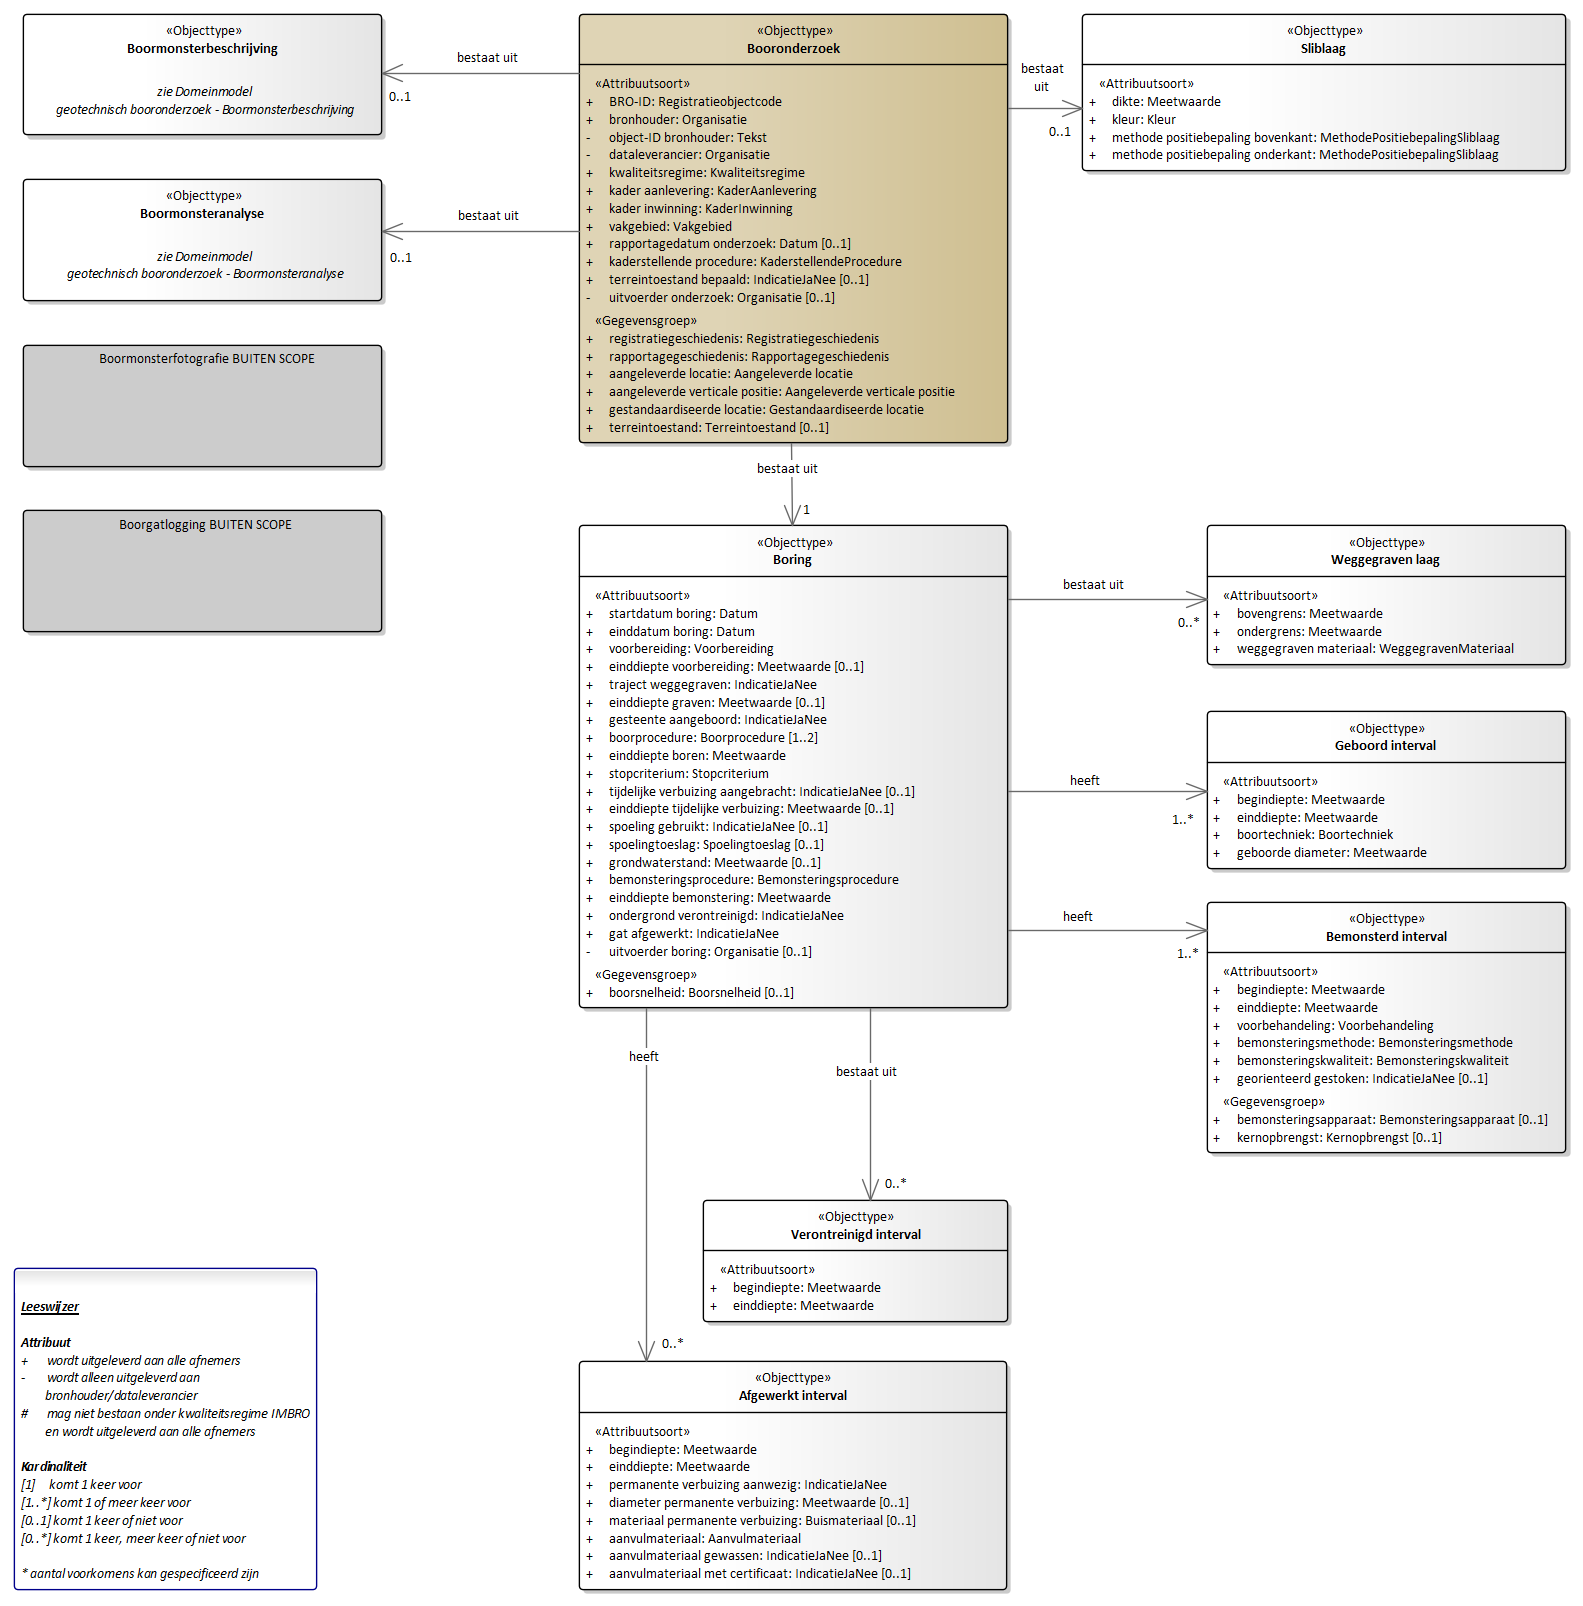 «Objecttype»
Boormonsterbeschrijving
zie Domeinmodel
geotechnisch booronderzoek - Boormonsterbeschrijving
bestaat uit
0..1
«Objecttype»
Boormonsteranalyse
zie Domeinmodel
geotechnisch booronderzoek - Boormonsteranalyse
bestaat uit
0..1
Boormonsterfotografie BUITEN SCOPE
Boorgatlogging BUITEN SCOPE
«Objecttype»
Booronderzoek
«Attribuutsoort»
+ BRO-ID: Registratieobjectcode
+ bronhouder: Organisatie
- object-ID bronhouder: Tekst
- dataleverancier: Organisatie
+ kwaliteitsregime: Kwaliteitsregime
+ kader aanlevering: KaderAanlevering
+ kader inwinning: KaderInwinning
+ vakgebied: Vakgebied
+ rapportagedatum onderzoek: Datum [0..1]
+ kaderstellende procedure: KaderstellendeProcedure
+ terreintoestand bepaald: IndicatieJaNee [0..1]
- uitvoerder onderzoek: Organisatie [0..1]
«Gegevensgroep»
+ registratiegeschiedenis: Registratiegeschiedenis
+ rapportagegeschiedenis: Rapportagegeschiedenis
+ aangeleverde locatie: Aangeleverde locatie
+ aangeleverde verticale positie: Aangeleverde verticale positie
+ gestandaardiseerde locatie: Gestandaardiseerde locatie
+ terreintoestand: Terreintoestand [0..1]
bestaat
uit
0..1
«Objecttype»
Sliblaag
«Attribuutsoort»
+ dikte: Meetwaarde
+ kleur: Kleur
+ methode positiebepaling bovenkant: MethodePositiebepalingSliblaag
+ methode positiebepaling onderkant: MethodePositiebepalingSliblaag
bestaat uit
1
«Objecttype»
Boring
«Attribuutsoort»
+ startdatum boring: Datum
+ einddatum boring: Datum
+ voorbereiding: Voorbereiding
+ einddiepte voorbereiding: Meetwaarde [0..1]
+ traject weggegraven: IndicatieJaNee
+ einddiepte graven: Meetwaarde [0..1]
+ gesteente aangeboord: IndicatieJaNee
+ boorprocedure: Boorprocedure [1..2]
+ einddiepte boren: Meetwaarde
+ stopcriterium: Stopcriterium
+ tijdelijke verbuizing aangebracht: IndicatieJaNee [0..1]
+ einddiepte tijdelijke verbuizing: Meetwaarde [0..1]
+ spoeling gebruikt: IndicatieJaNee [0..1]
+ spoelingtoeslag: Spoelingtoeslag [0..1]
+ grondwaterstand: Meetwaarde [0..1]
+ bemonsteringsprocedure: Bemonsteringsprocedure
+ einddiepte bemonstering: Meetwaarde
+ ondergrond verontreinigd: IndicatieJaNee
+ gat afgewerkt: IndicatieJaNee
- uitvoerder boring: Organisatie [0..1]
«Gegevensgroep»
+ boorsnelheid: Boorsnelheid [0..1]
bestaat uit
0..*
«Objecttype»
Weggegraven laag
«Attribuutsoort»
+ bovengrens: Meetwaarde
+ ondergrens: Meetwaarde
+ weggegraven materiaal: WeggegravenMateriaal
heeft
1..*
«Objecttype»
Geboord interval
«Attribuutsoort»
+ begindiepte: Meetwaarde
+ einddiepte: Meetwaarde
+ boortechniek: Boortechniek
+ geboorde diameter: Meetwaarde
heeft
1..*
«Objecttype»
Bemonsterd interval
«Attribuutsoort»
+ begindiepte: Meetwaarde
+ einddiepte: Meetwaarde
+ voorbehandeling: Voorbehandeling
+ bemonsteringsmethode: Bemonsteringsmethode
+ bemonsteringskwaliteit: Bemonsteringskwaliteit
+ georienteerd gestoken: IndicatieJaNee [0..1]
«Gegevensgroep»
+ bemonsteringsapparaat: Bemonsteringsapparaat [0..1]
+ kernopbrengst: Kernopbrengst [0..1]
heeft
0..*
bestaat uit
0..*
«Objecttype»
Verontreinigd interval
«Attribuutsoort»
+ begindiepte: Meetwaarde
+ einddiepte: Meetwaarde
«Objecttype»
Afgewerkt interval
«Attribuutsoort»
+ begindiepte: Meetwaarde
+ einddiepte: Meetwaarde
+ permanente verbuizing aanwezig: IndicatieJaNee
+ diameter permanente verbuizing: Meetwaarde [0..1]
+ materiaal permanente verbuizing: Buismateriaal [0..1]
+ aanvulmateriaal: Aanvulmateriaal
+ aanvulmateriaal gewassen: IndicatieJaNee [0..1]
+ aanvulmateriaal met certificaat: IndicatieJaNee [0..1]
Leeswijzer
Attribuut
+ wordt uitgeleverd aan alle afnemers
- wordt alleen uitgeleverd aan
bronhouder/dataleverancier
# mag niet bestaan onder kwaliteitsregime IMBRO
en wordt uitgeleverd aan alle afnemers
Kardinaliteit
[1] komt 1 keer voor
[1..*] komt 1 of meer keer voor
[0..1] komt 1 keer of niet voor
[0..*] komt 1 keer, meer keer of niet voor
* aantal voorkomens kan gespecificeerd zijn